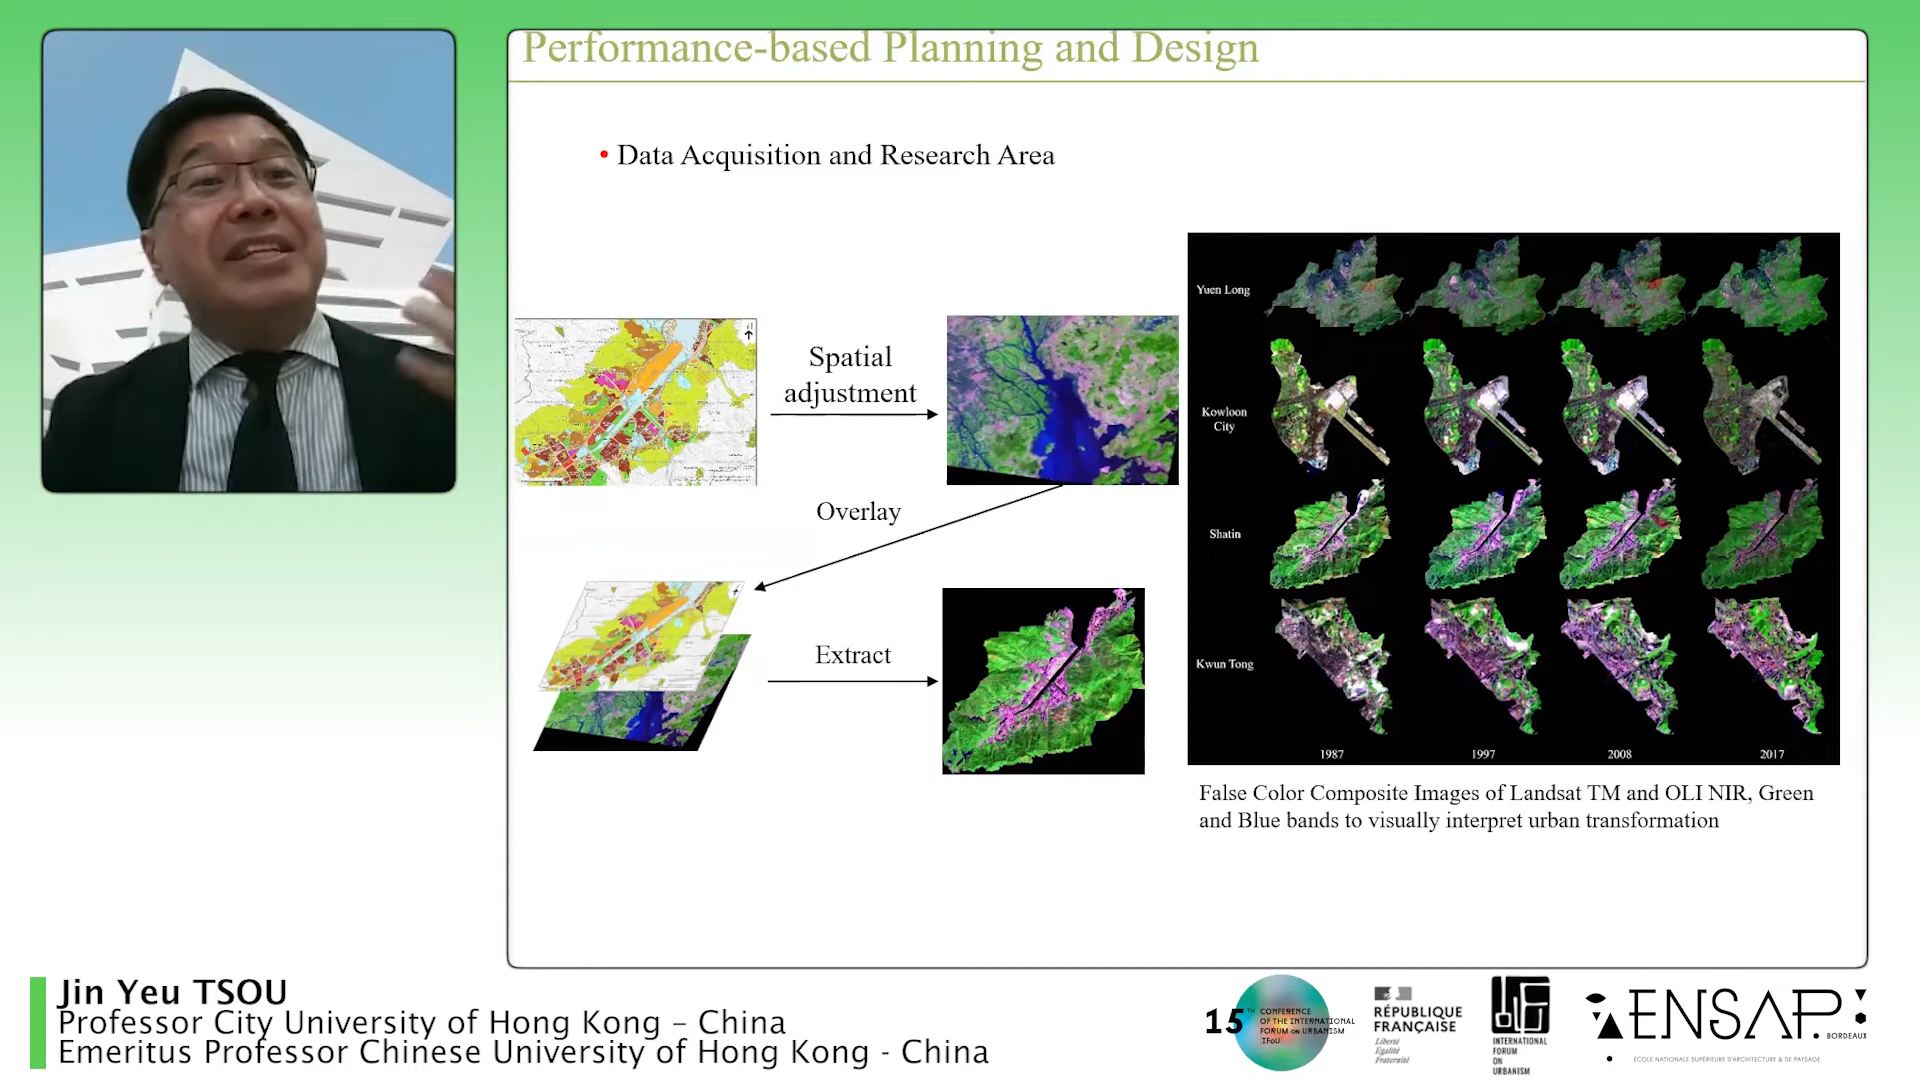 Performance-based Planning and Design
• Data Acquisition and Research Area
Spatial
adjustment
Overlay
Extract
Yuen Long
Kowloon
City
Shatin
Kwun Tong
1987
1997
2008
2017
False Color Composite Images of Landsat TM and OLI NIR, Green
and Blue bands to visually interpret urban transformation
Jin Yeu TSOU
Professor City University of Hong Kong – China
Emeritus Professor Chinese University of Hong Kong - China
15TH CONFERENCE
OF THE INTERNATIONAL
FORUM ON URBANISM
[IFoU]
RÉPUBLIQUE
FRANÇAISE
Liberté
Égalité
Fraternité
INTERNATIONAL
FORUM
ON
URBANISM
ENSAP
BORDEAUX
ÉCOLE NATIONALE SUPÉRIEURE D'ARCHITECTURE & DE PAYSAGE